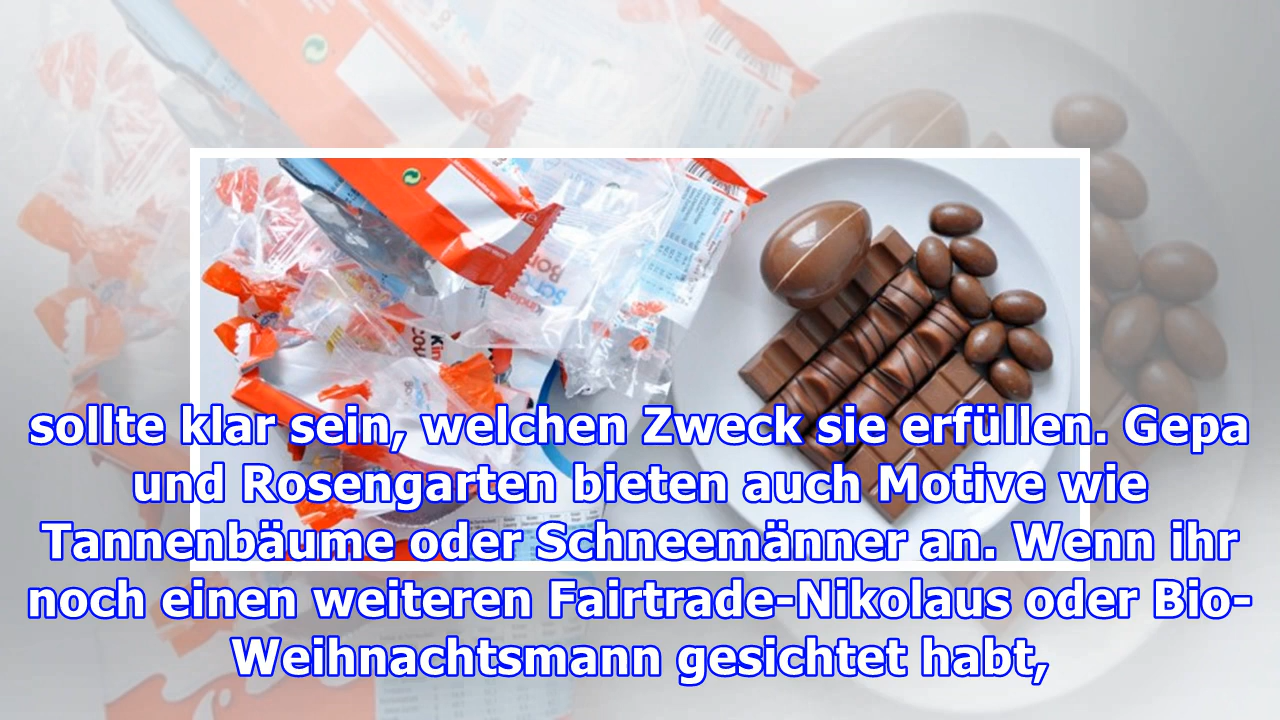 sollte klar sein, welchen Zweck sie erfüllen. Gepa
und Rosengarten bieten auch Motive wie
Tannenbäume oder Schneemänner an. Wenn ihr
noch einen weiteren Fairtrade-Nikolaus oder Bio-
Weihnachtsmann gesichtet habt,